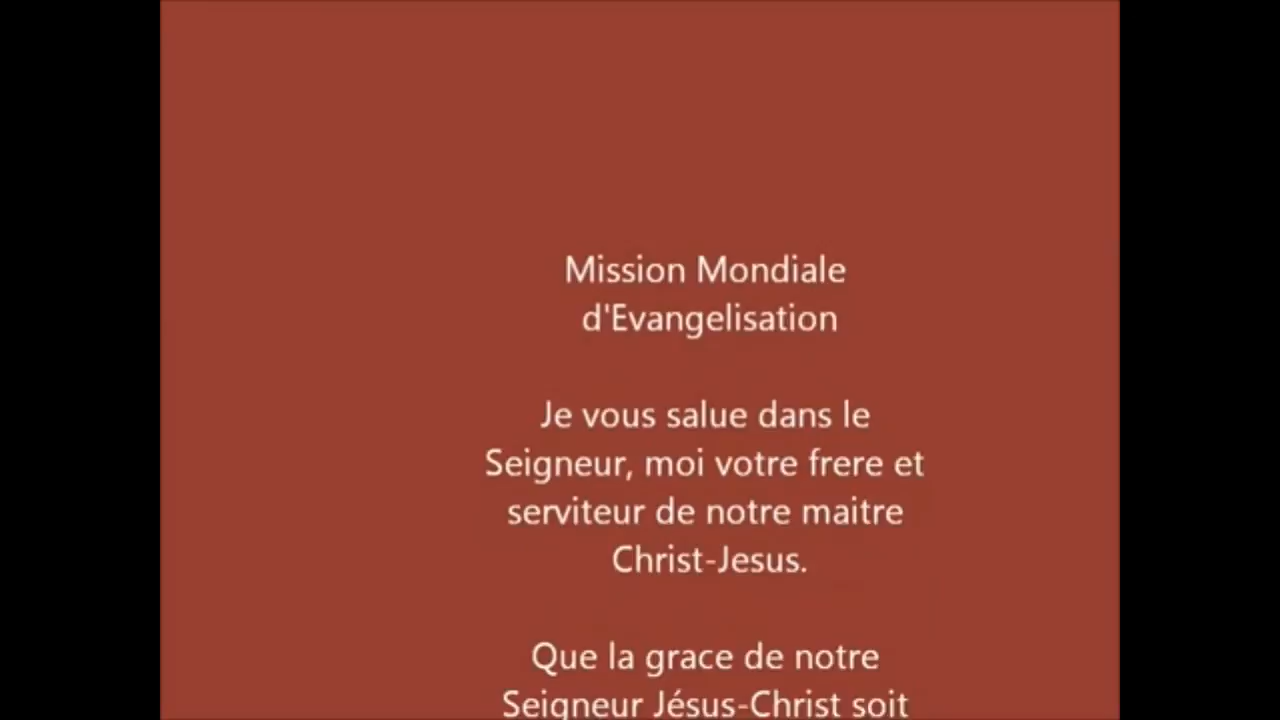 Mission Mondiale
d'Evangelisation
Je vous salue dans le
Seigneur, moi votre frere et
serviteur de notre maitre
Christ-Jesus.
Que la grace de notre
Seigneur Jésus-Christ soit